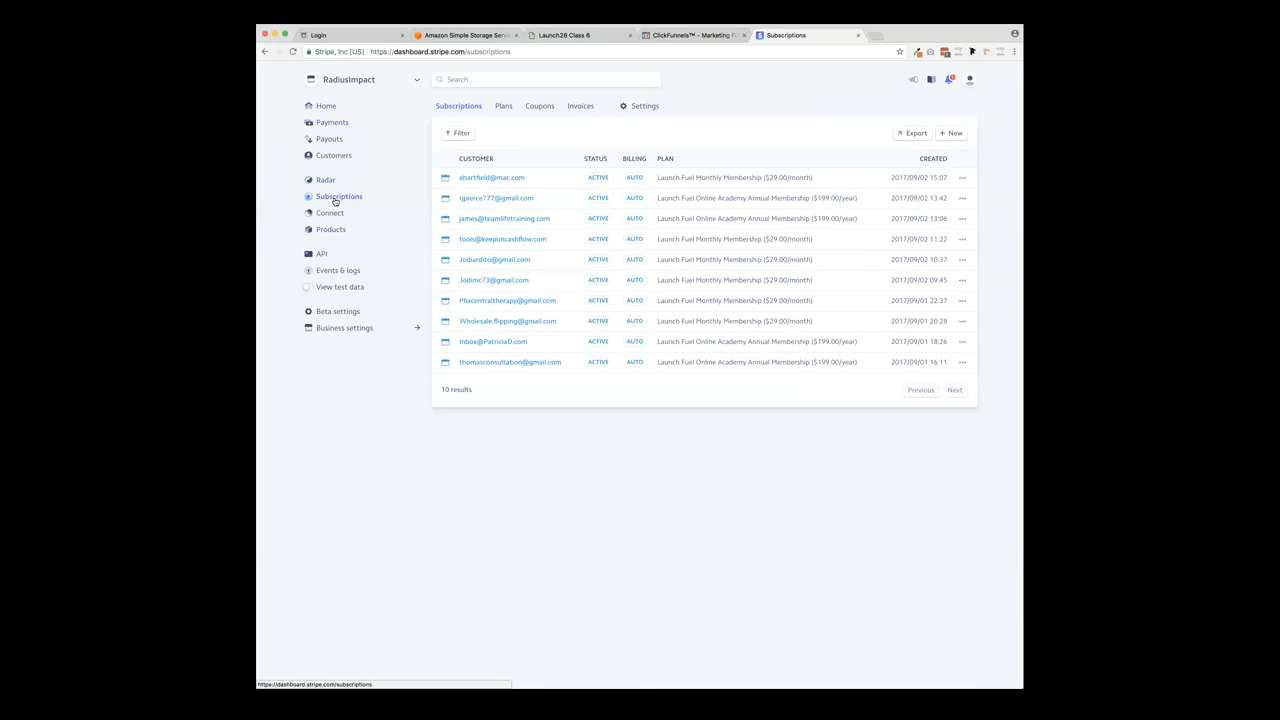 Login
Amazon Simple Storage Serv
Launch28 Class 6
ClickFunnels™ - Marketing F
Subscriptions
Stripe, Inc [US] https://dashboard.stripe.com/subscriptions
RadiusImpact
Search...
Home
Subscriptions Plans Coupons Invoices Settings
Payments
Payouts
Customers
Radar
Subscriptions
Connect
Products
API
Events & logs
View test data
Beta settings
Business settings
Filter Export + New
CUSTOMER STATUS BILLING PLAN CREATED
ahartfield@mac.com ACTIVE AUTO Launch Fuel Monthly Membership ($29.00/month) 2017/09/02 15:07
rjpierce777@gmail.com ACTIVE AUTO Launch Fuel Online Academy Annual Membership ($199.00/year) 2017/09/02 13:42
james@teamlifetraining.com ACTIVE AUTO Launch Fuel Online Academy Annual Membership ($199.00/year) 2017/09/02 13:06
tools@keeponcashflow.com ACTIVE AUTO Launch Fuel Monthly Membership ($29.00/month) 2017/09/02 11:22
Jodiardito@gmail.com ACTIVE AUTO Launch Fuel Monthly Membership ($29.00/month) 2017/09/02 10:37
Jodimc73@gmail.com ACTIVE AUTO Launch Fuel Monthly Membership ($29.00/month) 2017/09/02 09:45
Phxcentraltherapy@gmail.com ACTIVE AUTO Launch Fuel Monthly Membership ($29.00/month) 2017/09/01 22:37
Wholesale.flipping@gmail.com ACTIVE AUTO Launch Fuel Monthly Membership ($29.00/month) 2017/09/01 20:28
Inbox@PatriciaD.com ACTIVE AUTO Launch Fuel Online Academy Annual Membership ($199.00/year) 2017/09/01 18:26
thomasconsultation@gmail.com ACTIVE AUTO Launch Fuel Online Academy Annual Membership ($199.00/year) 2017/09/01 16:11
10 results Previous Next
https://dashboard.stripe.com/subscriptions